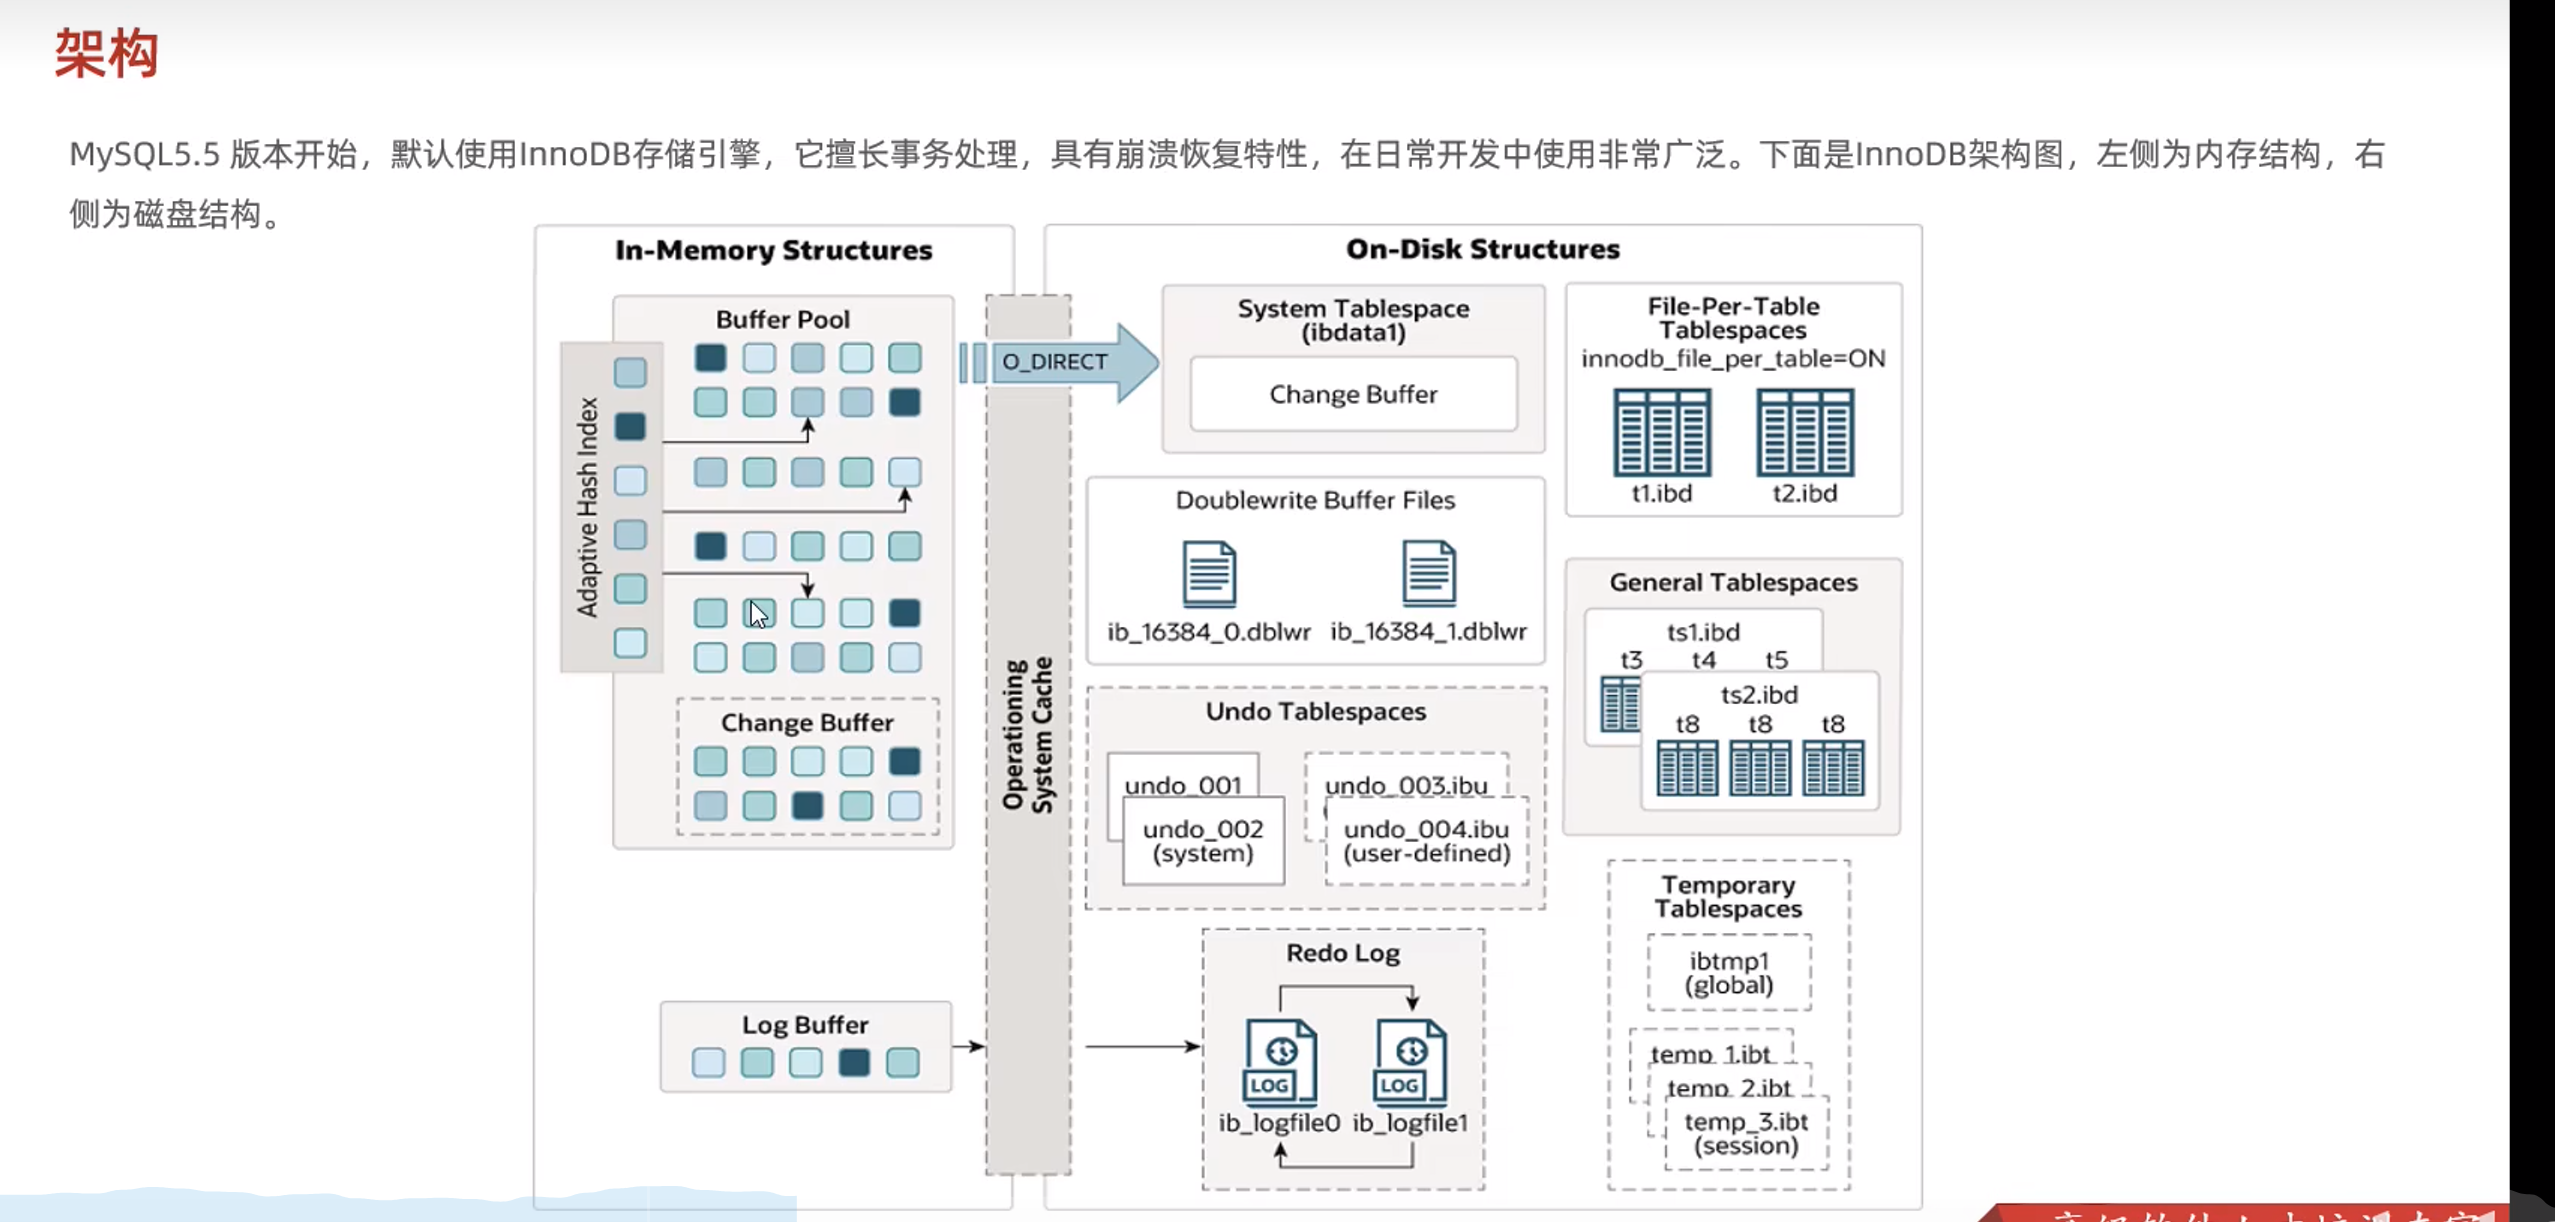 架构
MySQL5.5 版本开始，默认使用InnoDB存储引擎，它擅长事务处理，具有崩溃恢复特性，在日常开发中使用非常广泛。下面是InnoDB架构图，左侧为内存结构，右
侧为磁盘结构。
In-Memory Structures
Buffer Pool
Adaptive Hash Index
Change Buffer
Log Buffer
O_DIRECT
Operationing
System Cache
On-Disk Structures
System Tablespace
(ibdata1)
Change Buffer
Doublewrite Buffer Files
ib_16384_0.dblwr ib_16384_1.dblwr
Undo Tablespaces
undo_001
undo_002
(system)
undo_003.ibu
undo_004.ibu
(user-defined)
Redo Log
LOG LOG
ib_logfile0 ib_logfile1
File-Per-Table
Tablespaces
innodb_file_per_table=ON
t1.ibd t2.ibd
General Tablespaces
ts1.ibd
t3 t4 t5
ts2.ibd
t8 t8 t8
Temporary
Tablespaces
ibtmp1
(global)
temp_1.ibt
temp_2.ibt
temp_3.ibt
(session)